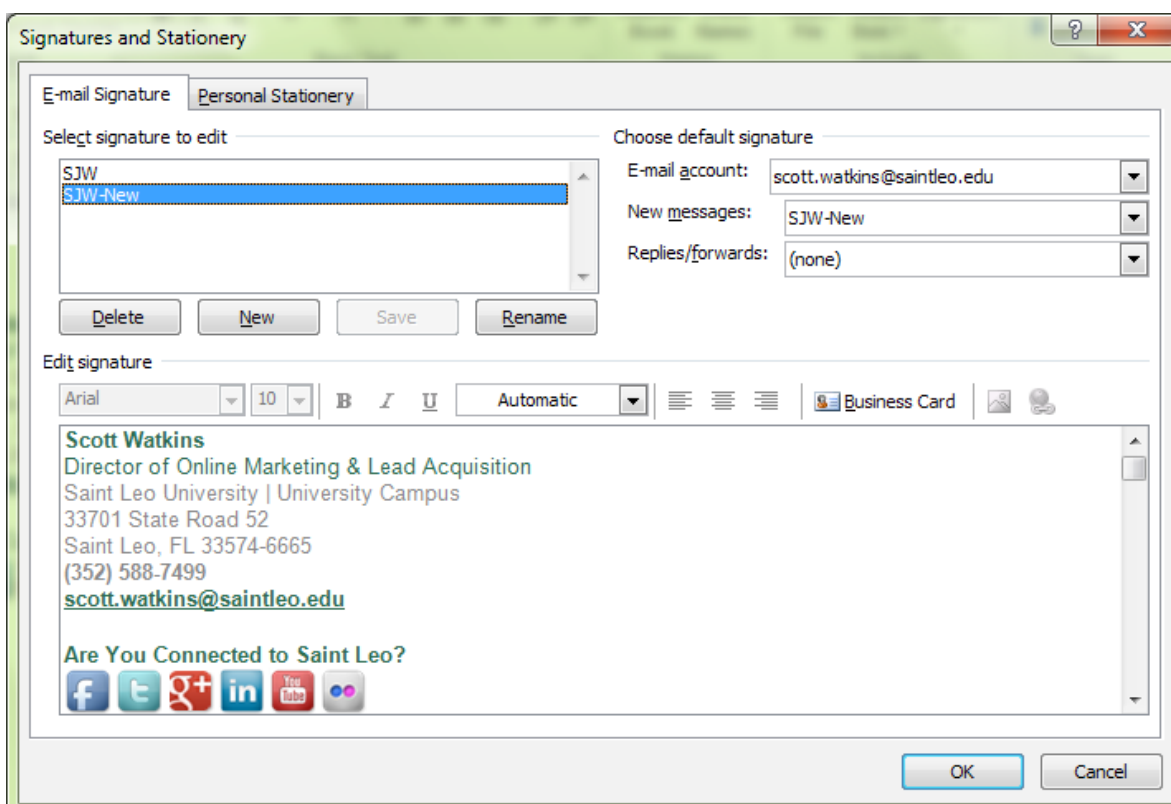 Signatures and Stationery
E-mail Signature Personal Stationery
Select signature to edit
SJW
SJW-New
Delete New Save Rename
Choose default signature
E-mail account: scott.watkins@saintleo.edu
New messages: SJW-New
Replies/forwards: (none)
Edit signature
Arial 10 B I U Automatic Business Card
Scott Watkins
Director of Online Marketing & Lead Acquisition
Saint Leo University | University Campus
33701 State Road 52
Saint Leo, FL 33574-6665
(352) 588-7499
scott.watkins@saintleo.edu
Are You Connected to Saint Leo?
f t g+ in You Tube
OK Cancel